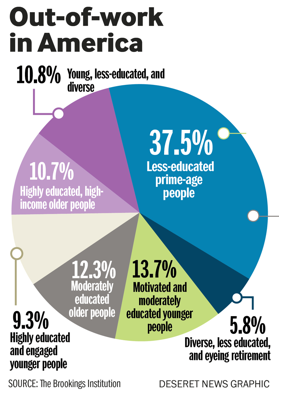 Out-of-work
in America
10.8% Young, less-educated, and
diverse
37.5%
Less-educated
prime-age
people
10.7%
Highly educated, high-
income older people
12.3%
Moderately
educated
older people
13.7%
Motivated and
moderately
educated younger
people
9.3%
Highly educated
and engaged
younger people
5.8%
Diverse, less educated,
and eyeing retirement
SOURCE: The Brookings Institution
DESERET NEWS GRAPHIC